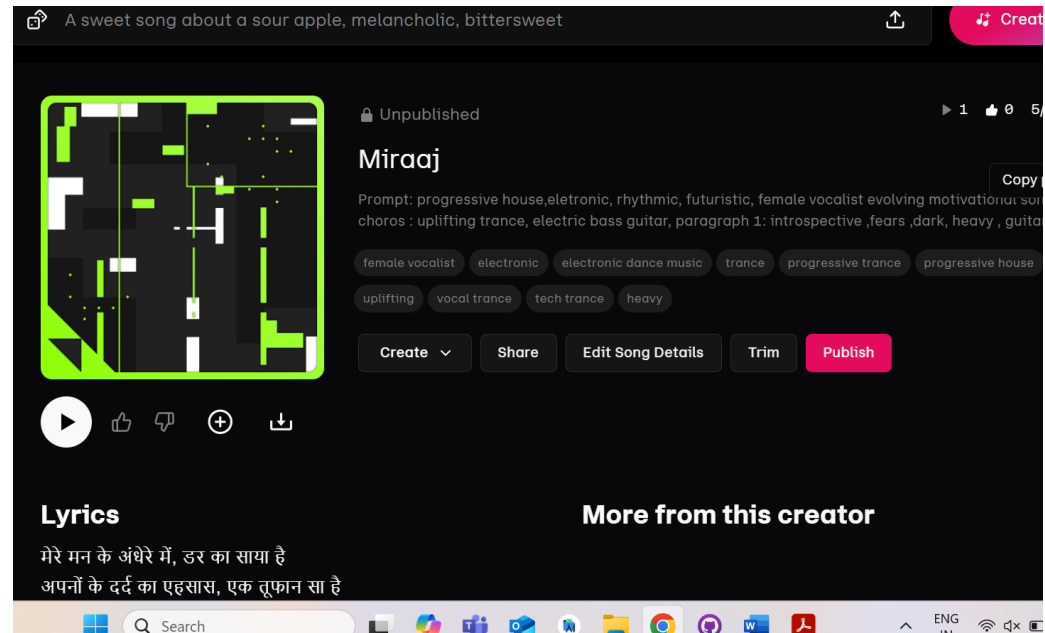 A sweet song about a sour apple, melancholic, bittersweet
Creat
Unpublished
1 0 5/
Miraaj
Copy
Prompt: progressive house,eletronic, rhythmic, futuristic, female vocalist evolving motivational son
choros : uplifting trance, electric bass guitar, paragraph 1: introspective ,fears ,dark, heavy , guita
female vocalist electronic electronic dance music trance progressive trance progressive house
uplifting vocal trance tech trance heavy
Create Share Edit Song Details Trim Publish
Lyrics
More from this creator
मेरे मन के अंधेरे में, डर का साया है
अपनों के दर्द का एहसास, एक तूफान सा है
Search
ENG